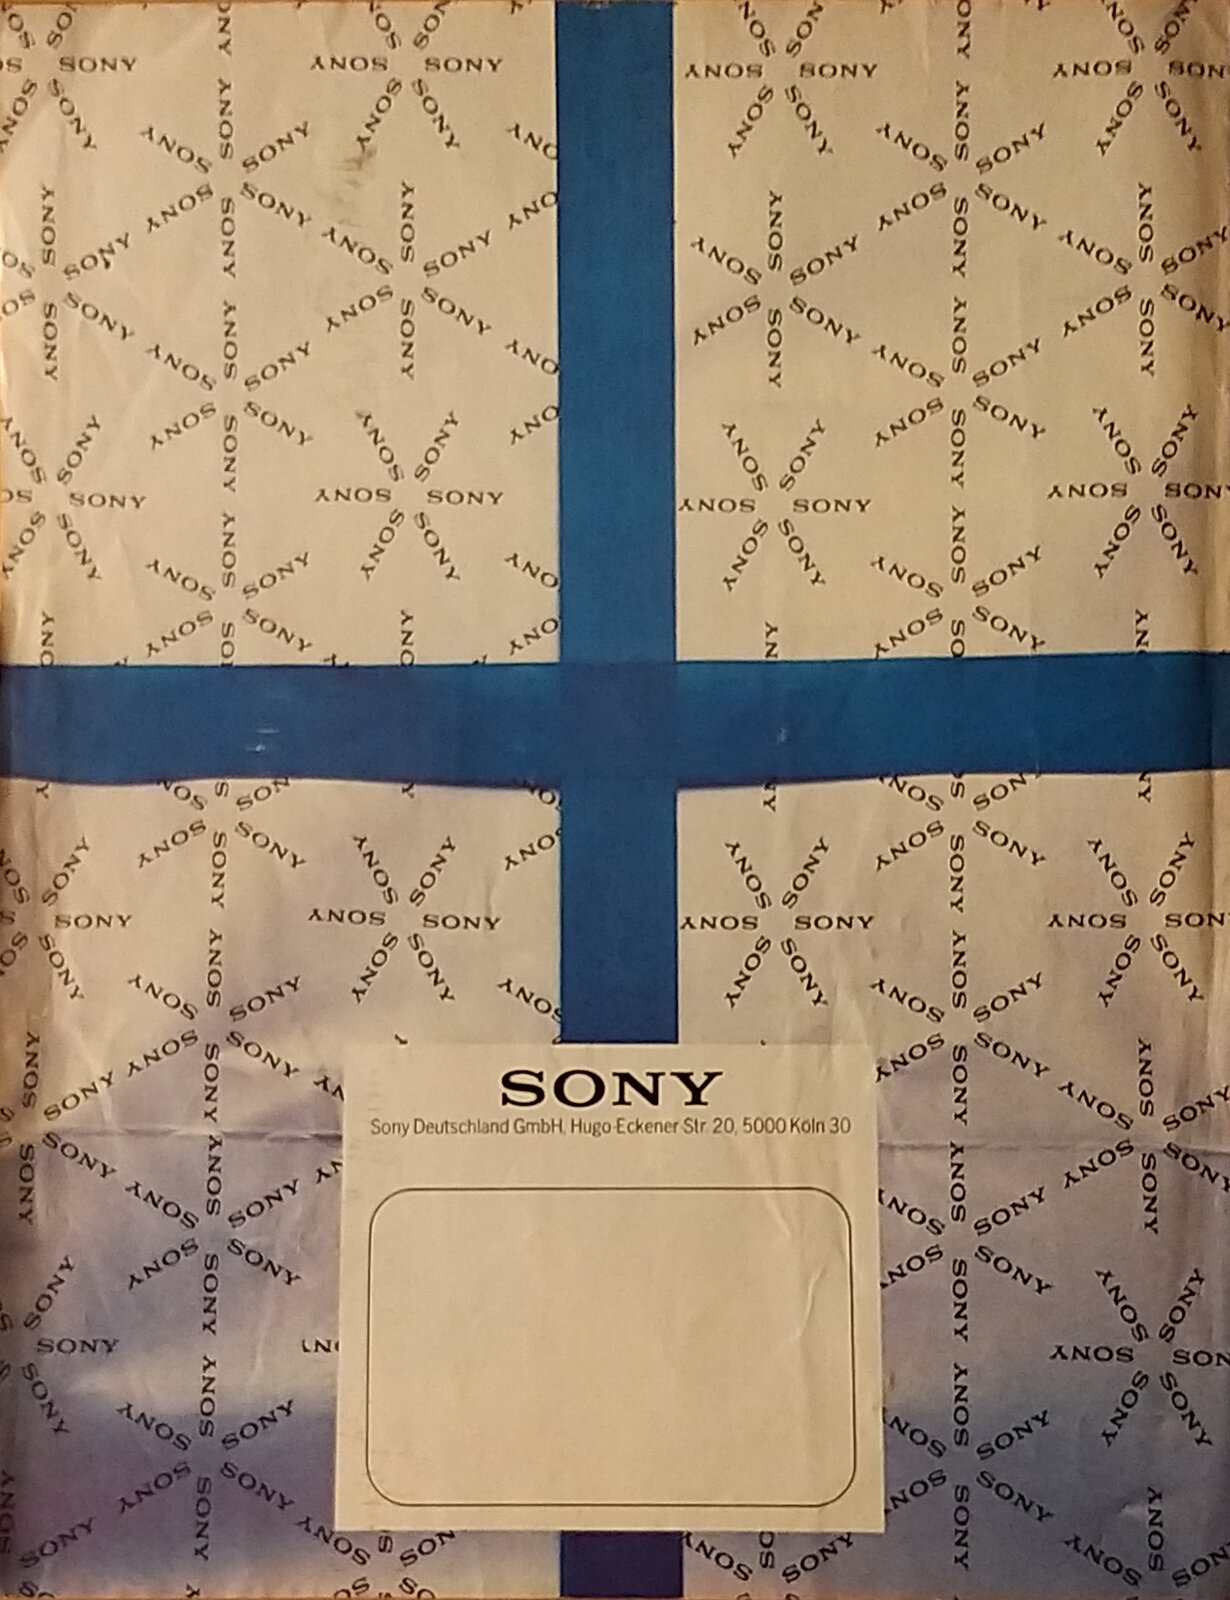 SONY
Sony Deutschland GmbH, Hugo-Eckener Str. 20, 5000 Köln 30